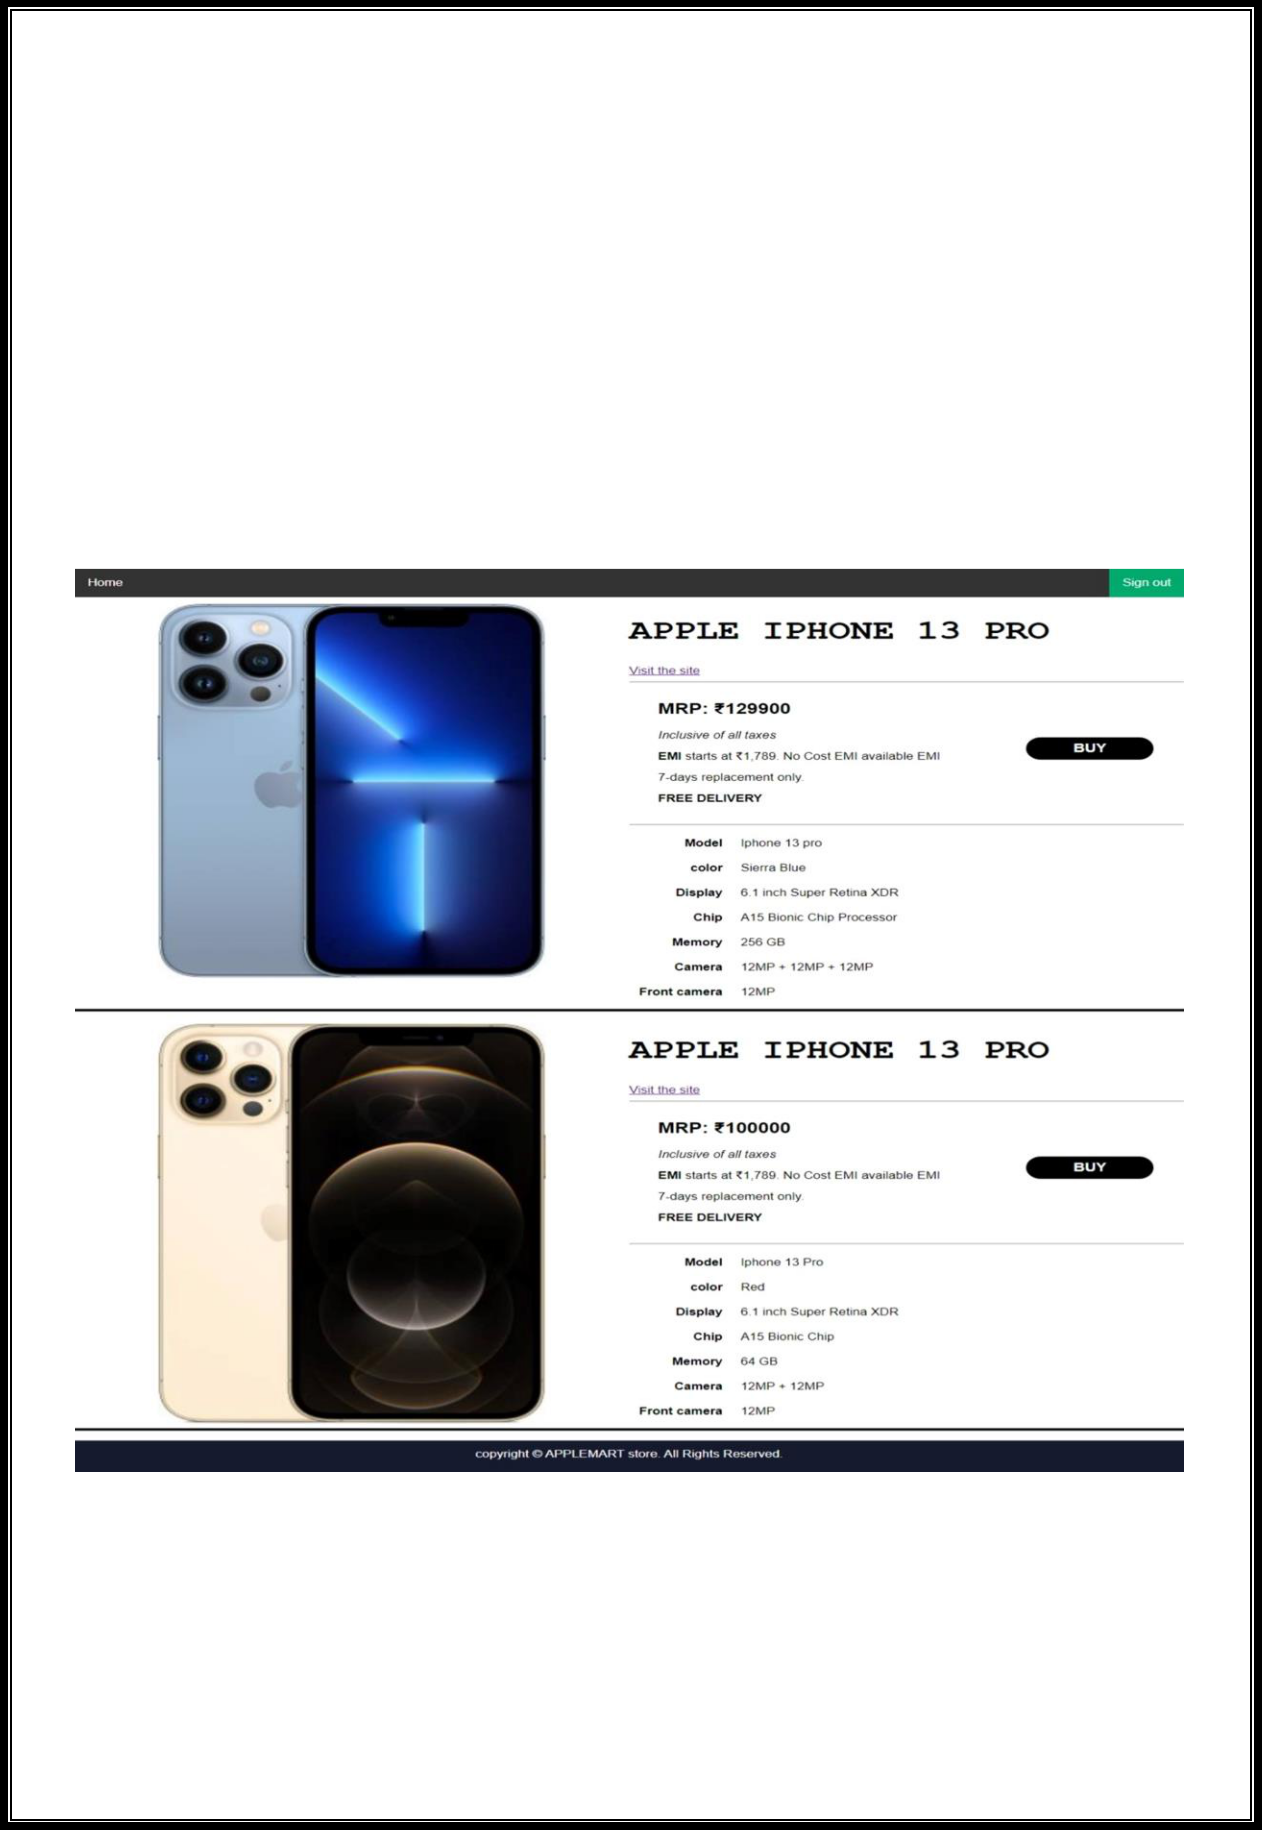 Home
Sign out
APPLE IPHONE 13 PRO
Visit the site
MRP: ₹129900
Inclusive of all taxes
EMI starts at ₹1,789. No Cost EMI available EMI
7-days replacement only.
FREE DELIVERY
BUY
Model Iphone 13 pro
color Sierra Blue
Display 6.1 inch Super Retina XDR
Chip A15 Bionic Chip Processor
Memory 256 GB
Camera 12MP + 12MP + 12MP
Front camera 12MP
APPLE IPHONE 13 PRO
Visit the site
MRP: ₹100000
Inclusive of all taxes
EMI starts at ₹1,789. No Cost EMI available EMI
7-days replacement only.
FREE DELIVERY
BUY
Model Iphone 13 Pro
color Red
Display 6.1 inch Super Retina XDR
Chip A15 Bionic Chip
Memory 64 GB
Camera 12MP + 12MP
Front camera 12MP
copyright © APPLEMART store. All Rights Reserved.